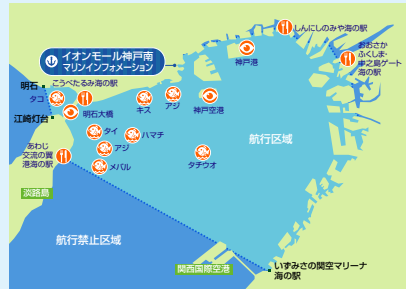 しんにしのみや海の駅
おおさか
ふくしま・
中之島ゲート
海の駅
イオンモール神戸南
マリンインフォメーション
神戸港
明石
こうべたるみ海の駅
タコ
明石大橋
キス
アジ
神戸空港
江崎灯台
タイ
ハマチ
航行区域
あわじ
交流の翼
港海の駅
アジ
メバル
タチウオ
淡路島
航行禁止区域
関西国際空港
いずみさの関空マリーナ
海の駅